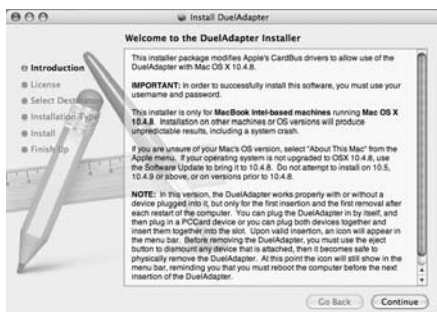 Install DuelAdapter
Welcome to the DuelAdapter Installer
Introduction
License
Select Destination
Installation Type
Install
Finish Up
This installer package modifies Apple's CardBus drivers to allow use of the
DuelAdapter with Mac OS X 10.4.8.
IMPORTANT: In order to successfully install this software, you must use your
username and password.
This installer is only for MacBook Intel-based machines running Mac OS X
10.4.8. Installation on other machines or OS versions will produce
unpredictable results, including a system crash.
If you are unsure of your Mac's OS version, select "About This Mac" from the
Apple menu. If your operating system is not upgraded to OSX 10.4.8, use
the Software Update to bring it to 10.4.8. Do not attempt to install on 10.5,
10.4.9 or above, or on versions prior to 10.4.8.
NOTE: In this version, the DuelAdapter works properly with or without a
device plugged into it, but only for the first insertion and the first removal after
each restart of the computer. You can plug the DuelAdapter in by itself, and
then plug in a PCCard device or you can plug both devices together and
insert them together into the slot. Upon valid insertion, an icon will appear in
the menu bar. Before removing the DuelAdapter, you must use the eject
button to dismount any device that is attached, then it becomes safe to
physically remove the DuelAdapter. At this point the icon will still show in the
menu bar, reminding you that you must reboot the computer before the next
insertion of the DuelAdapter.
Go Back
Continue